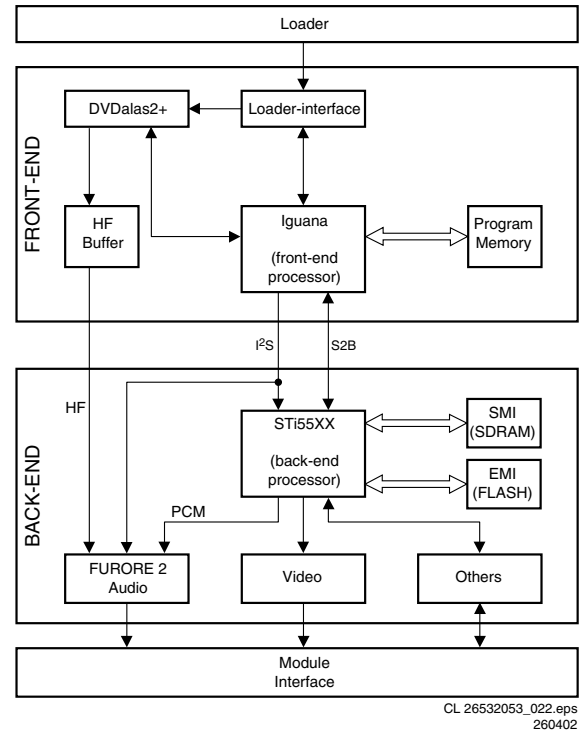 Loader
FRONT-END
DVDalas2+
Loader-interface
HF
Buffer
Iguana
(front-end
processor)
Program
Memory
I²S
S2B
BACK-END
HF
STi55XX
(back-end
processor)
SMI
(SDRAM)
EMI
(FLASH)
PCM
FURORE 2
Audio
Video
Others
Module
Interface
CL 26532053_022.eps
260402